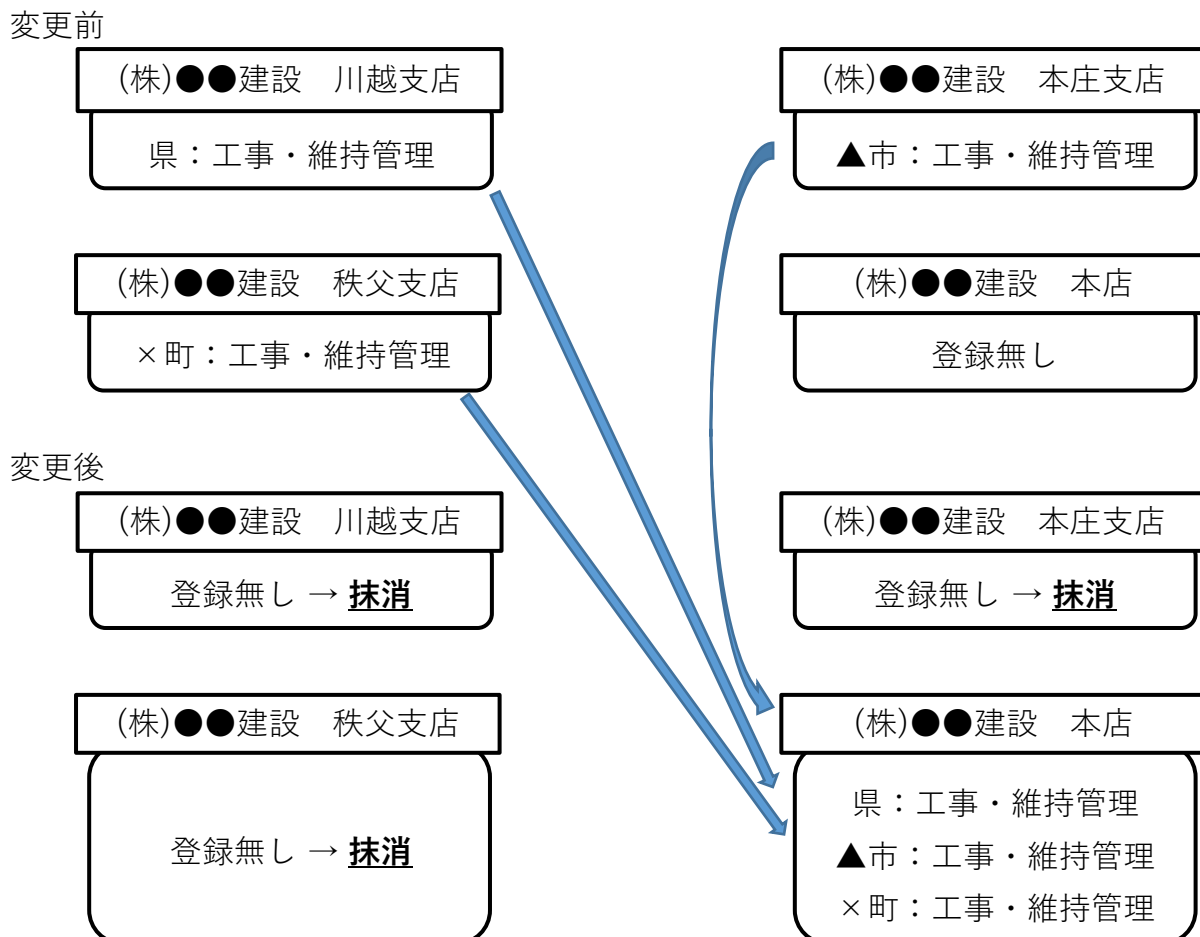 変更前
(株)●●建設　川越支店
県：工事・維持管理
(株)●●建設　本庄支店
▲市：工事・維持管理
(株)●●建設　秩父支店
×町：工事・維持管理
(株)●●建設　本店
登録無し
変更後
(株)●●建設　川越支店
登録無し → 抹消
(株)●●建設　本庄支店
登録無し → 抹消
(株)●●建設　秩父支店
登録無し → 抹消
(株)●●建設　本店
県：工事・維持管理
▲市：工事・維持管理
×町：工事・維持管理